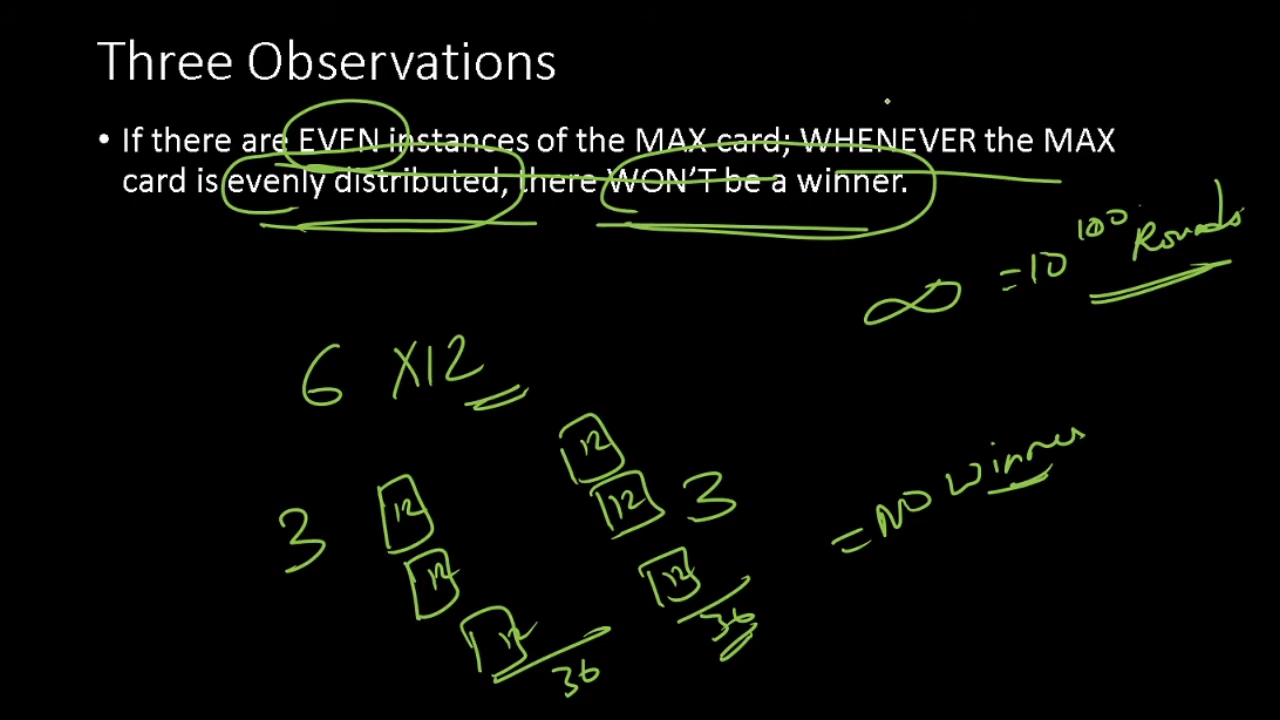 Three Observations
• If there are EVEN instances of the MAX card; WHENEVER the MAX
card is evenly distributed, there WON'T be a winner.
∞ = 10^100 Rounds
6 X12
12
12 3
12
36
3 12
12
12
36
= NO Winner